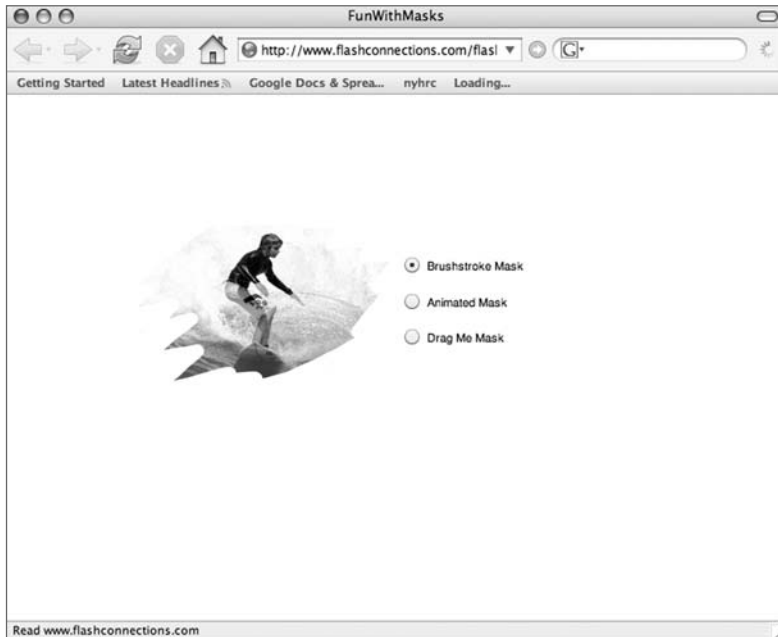 FunWithMasks
http://www.flashconnections.com/flasl
G
Getting Started Latest Headlines Google Docs & Sprea... nyhrc Loading...
Brushstroke Mask
Animated Mask
Drag Me Mask
Read www.flashconnections.com